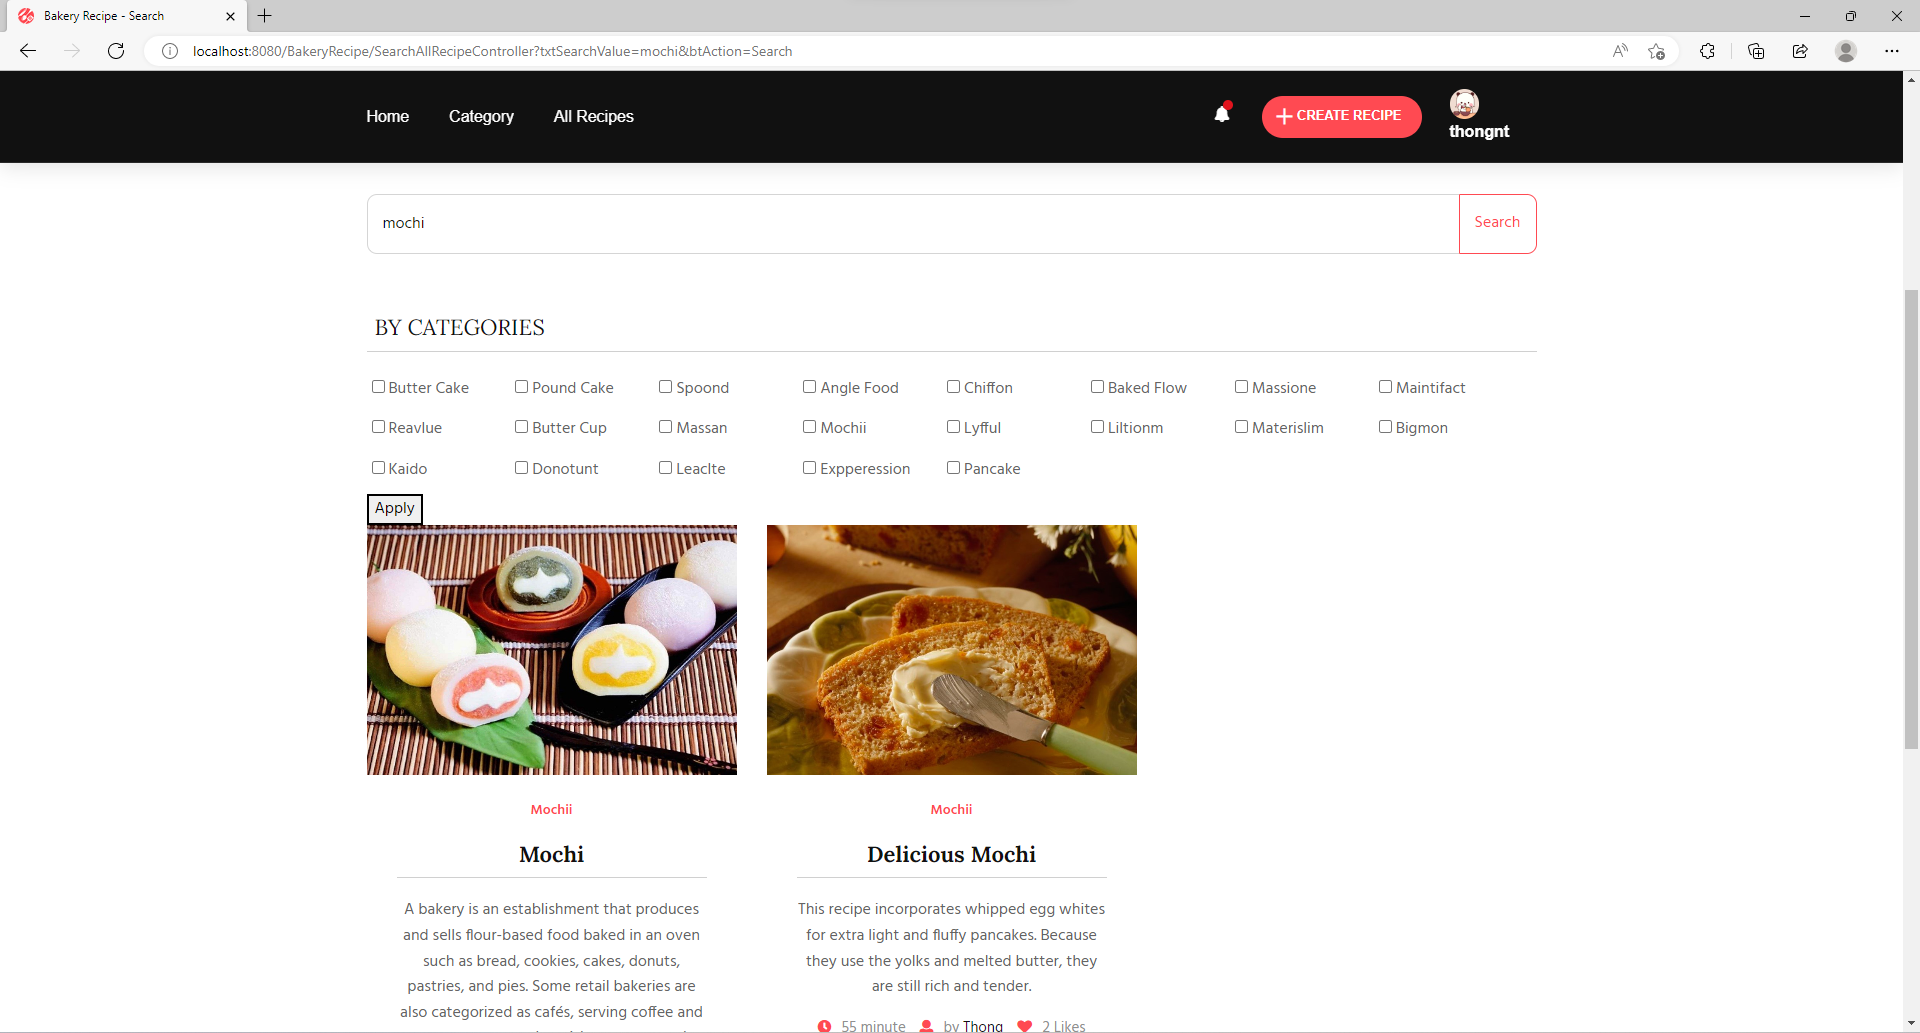 Bakery Recipe - Search
localhost:8080/BakeryRecipe/SearchAllRecipeController?txtSearchValue=mochi&btAction=Search
Home
Category
All Recipes
CREATE RECIPE
thongnt
mochi
Search
BY CATEGORIES
Butter Cake
Pound Cake
Spoond
Angle Food
Chiffon
Baked Flow
Massione
Maintifact
Reavlue
Butter Cup
Massan
Mochii
Lyfful
Liltionm
Materislim
Bigmon
Kaido
Donotunt
Leaclte
Expperession
Pancake
Apply
Mochii
Mochi
A bakery is an establishment that produces
and sells flour-based food baked in an oven
such as bread, cookies, cakes, donuts,
pastries, and pies. Some retail bakeries are
also categorized as cafés, serving coffee and
Mochii
Delicious Mochi
This recipe incorporates whipped egg whites
for extra light and fluffy pancakes. Because
they use the yolks and melted butter, they
are still rich and tender.
55 minute by Thong 2 Likes